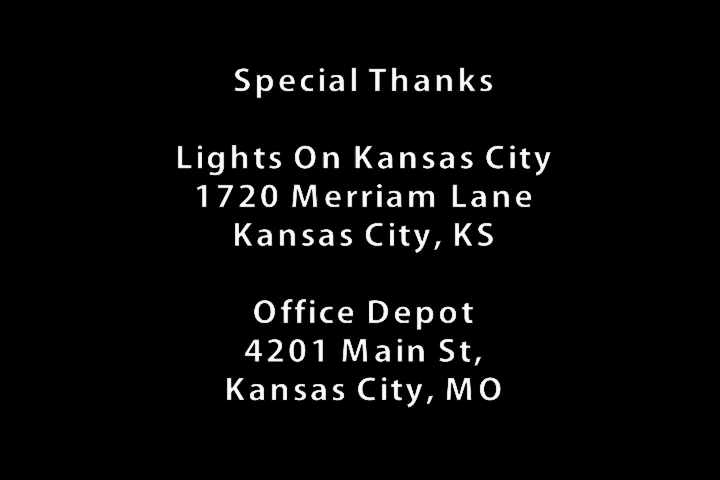 Special Thanks
Lights On Kansas City
1720 Merriam Lane
Kansas City, KS
Office Depot
4201 Main St,
Kansas City, MO